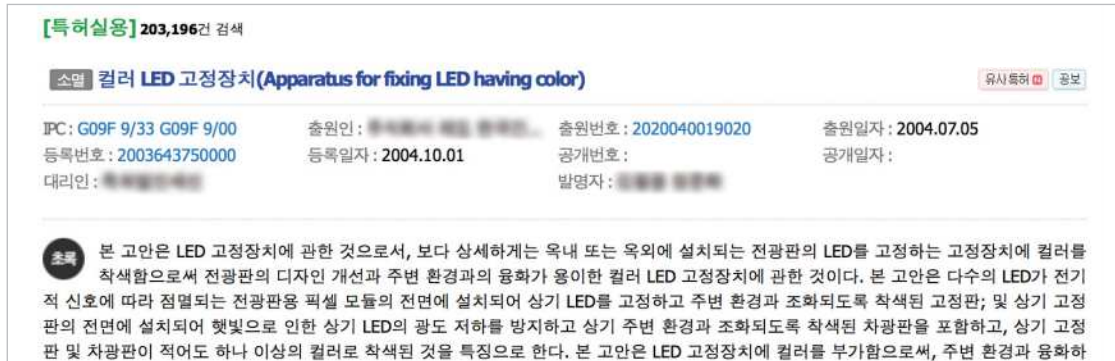 [특허실용] 203,196건 검색
소멸 컬러 LED 고정장치(Apparatus for fixing LED having color) 유사특허 공보
IPC : G09F 9/33 G09F 9/00 출원인 : 출원번호 : 2020040019020 출원일자 : 2004.07.05
등록번호 : 2003643750000 등록일자 : 2004.10.01 공개번호 : 공개일자 :
대리인 : 발명자 :
초록 본 고안은 LED 고정장치에 관한 것으로서, 보다 상세하게는 옥내 또는 옥외에 설치되는 전광판의 LED를 고정하는 고정장치에 컬러를
착색함으로써 전광판의 디자인 개선과 주변 환경과의 융화가 용이한 컬러 LED 고정장치에 관한 것이다. 본 고안은 다수의 LED가 전기
적 신호에 따라 점멸되는 전광판용 픽셀 모듈의 전면에 설치되어 상기 LED를 고정하고 주변 환경과 조화되도록 착색된 고정판; 및 상기 고정
판의 전면에 설치되어 햇빛으로 인한 상기 LED의 광도 저하를 방지하고 상기 주변 환경과 조화되도록 착색된 차광판을 포함하고, 상기 고정
판 및 차광판이 적어도 하나 이상의 컬러로 착색된 것을 특징으로 한다. 본 고안은 LED 고정장치에 컬러를 부가함으로써, 주변 환경과 융화하